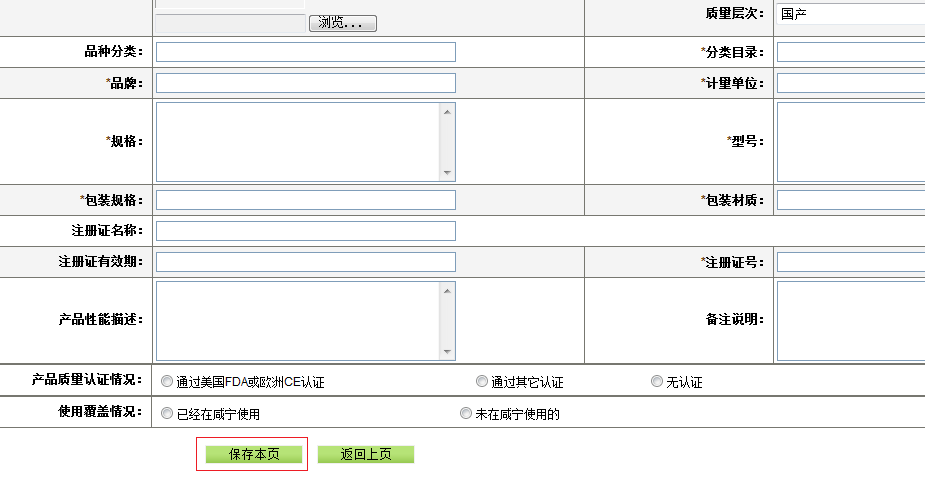 浏览...
质量层次： 国产
品种分类： *分类目录：
*品牌： *计量单位：
*规格： *型号：
*包装规格： *包装材质：
注册证名称：
注册证有效期： *注册证号：
产品性能描述： 备注说明：
产品质量认证情况： 通过美国FDA或欧洲CE认证 通过其它认证 无认证
使用覆盖情况： 已经在咸宁使用 未在咸宁使用的
保存本页 返回上页